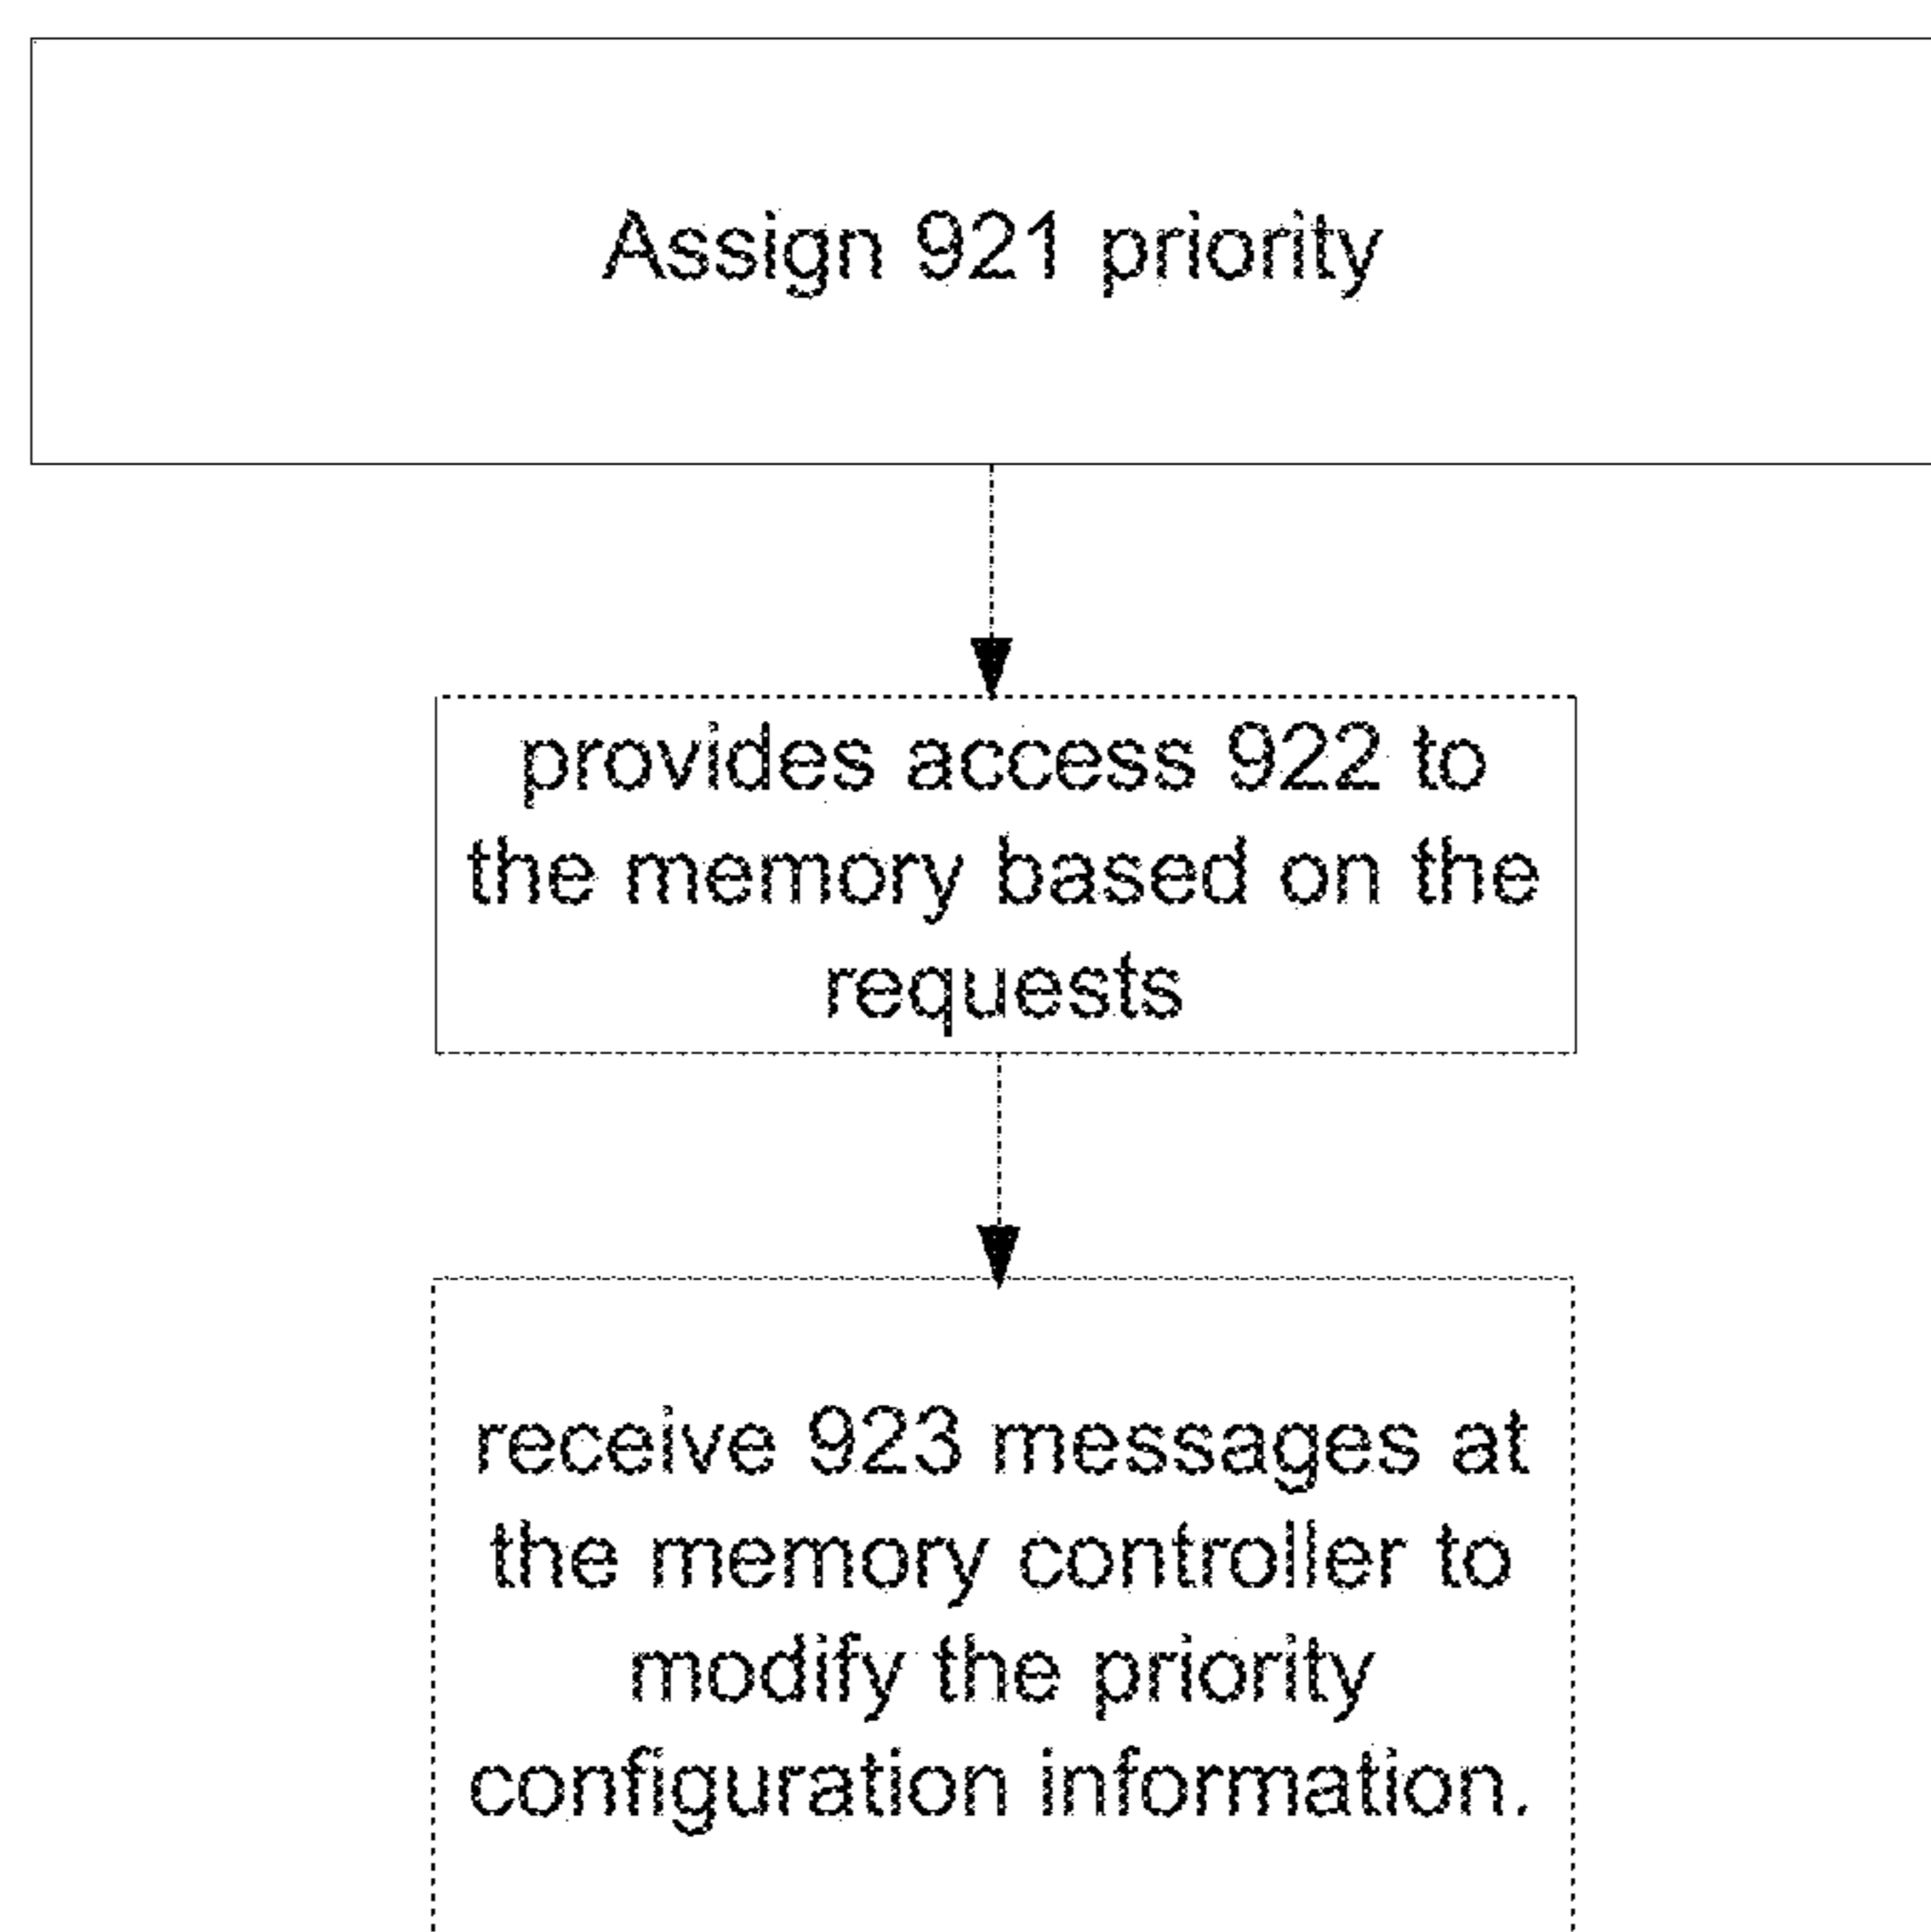 Assign 921 priority
provides access 922 to
the memory based on the
requests
receive 923 messages at
the memory controller to
modify the priority
configuration information.